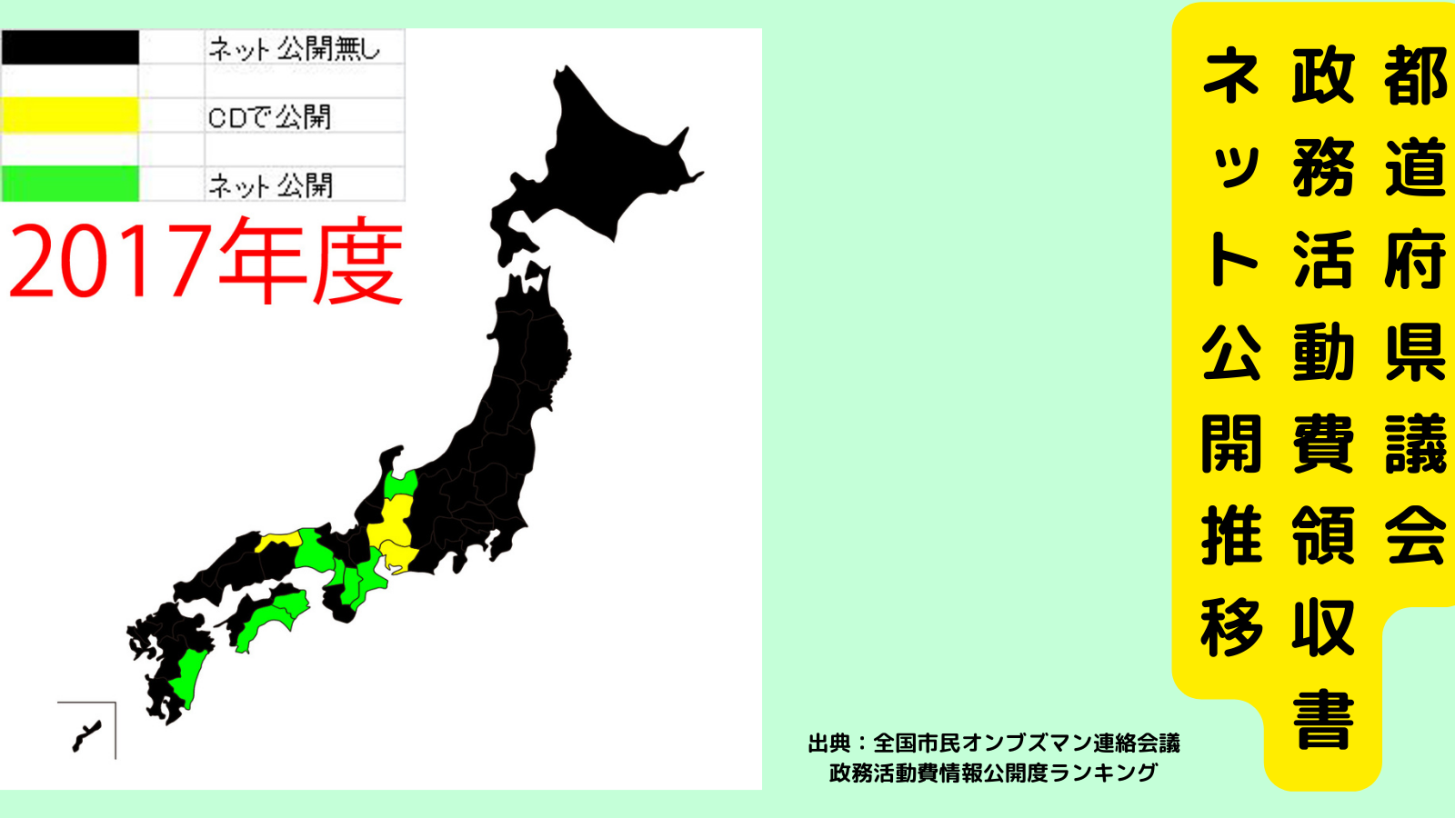 都道府県議会
政務活動費領収書
ネット公開推移
ネット公開無し
CDで公開
ネット公開
2017年度
出典：全国市民オンブズマン連絡会議
政務活動費情報公開度ランキング